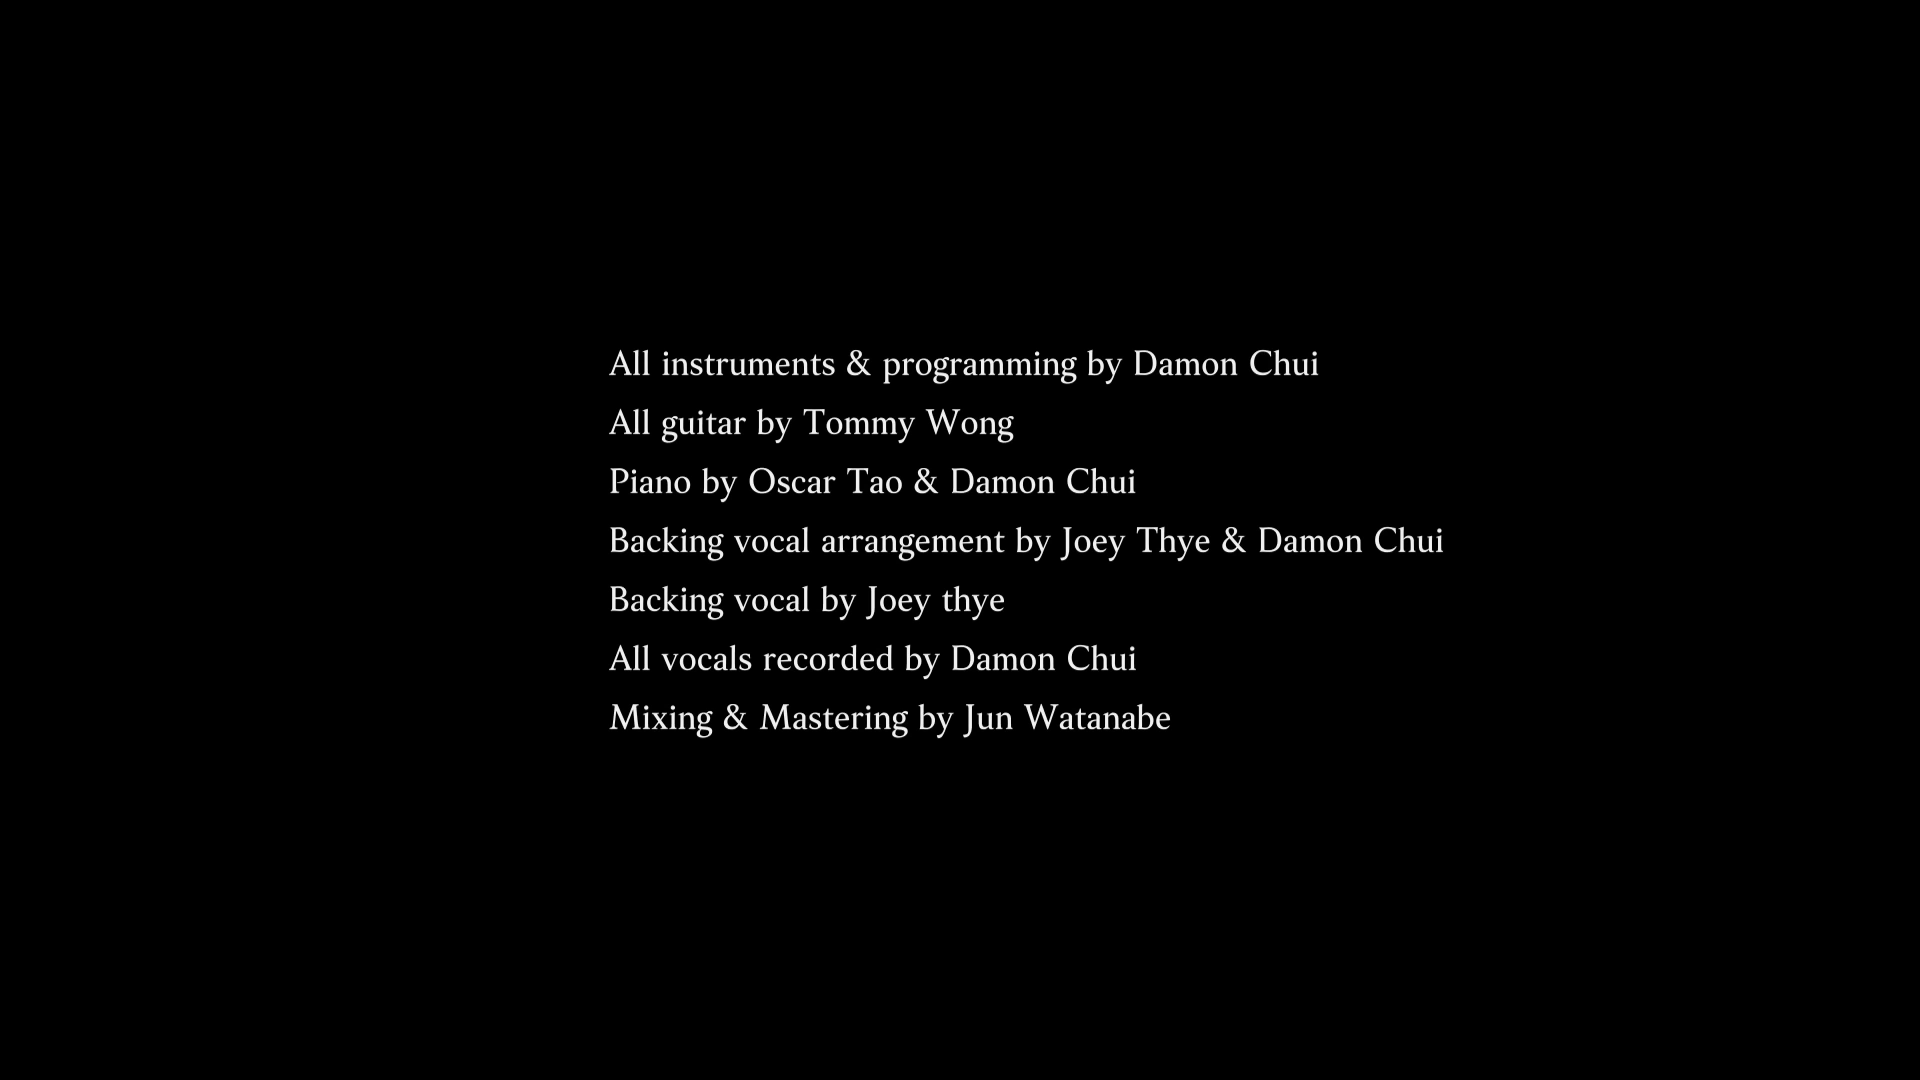 All instruments & programming by Damon Chui
All guitar by Tommy Wong
Piano by Oscar Tao & Damon Chui
Backing vocal arrangement by Joey Thye & Damon Chui
Backing vocal by Joey thye
All vocals recorded by Damon Chui
Mixing & Mastering by Jun Watanabe